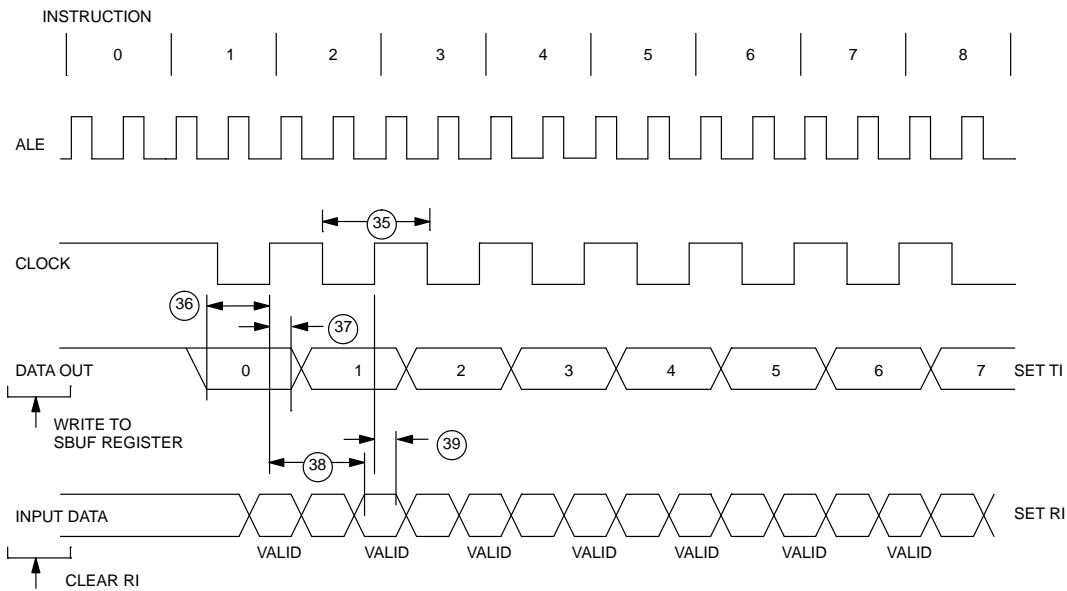 INSTRUCTION
0 1 2 3 4 5 6 7 8
ALE
35
CLOCK
36
37
DATA OUT 0 1 2 3 4 5 6 7 SET TI
WRITE TO
SBUF REGISTER
39
38
INPUT DATA SET RI
VALID VALID VALID VALID VALID VALID VALID
CLEAR RI